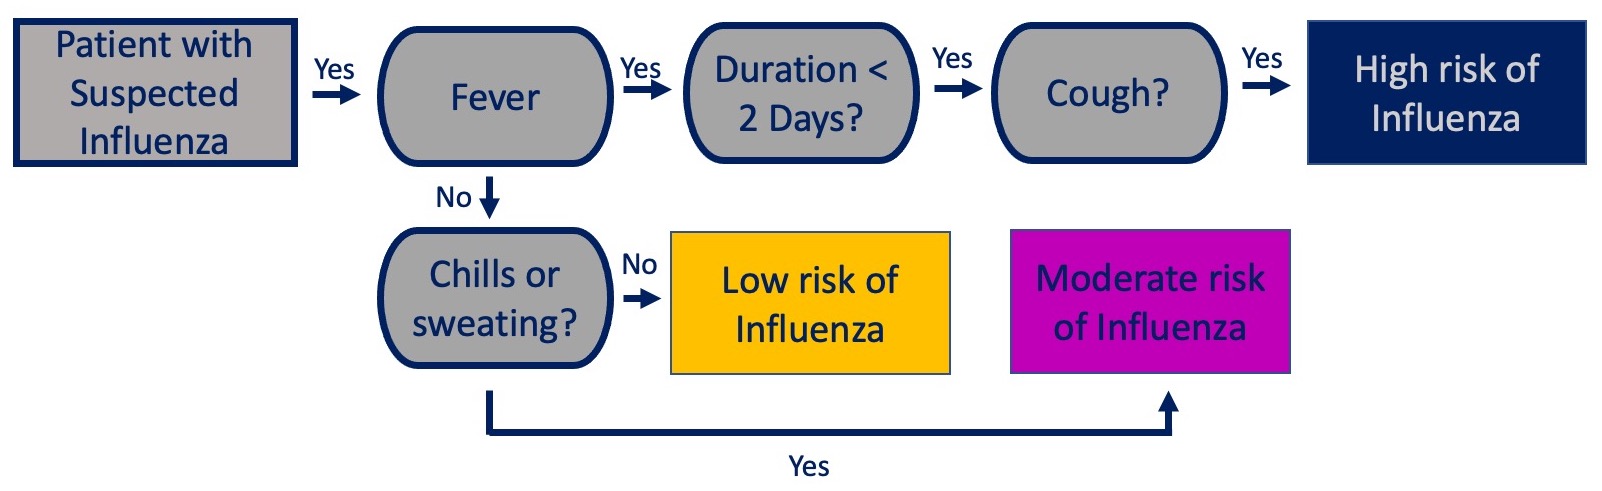 Patient with
Suspected
Influenza
Yes
Fever
Yes
Duration <
2 Days?
Yes
Cough?
Yes
High risk of
Influenza
No
Chills or
sweating?
No
Low risk of
Influenza
Moderate risk
of Influenza
Yes